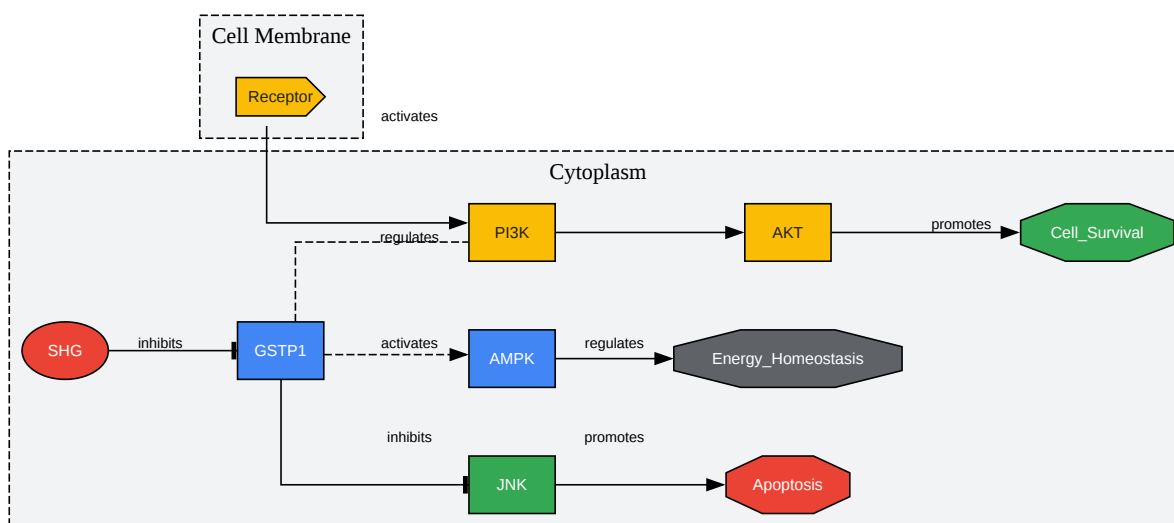 Cell Membrane
Receptor
activates
Cytoplasm
regulates
PI3K
AKT
promotes
Cell_Survival
SHG
inhibits
GSTP1
activates
AMPK
regulates
Energy_Homeostasis
inhibits
promotes
JNK
Apoptosis